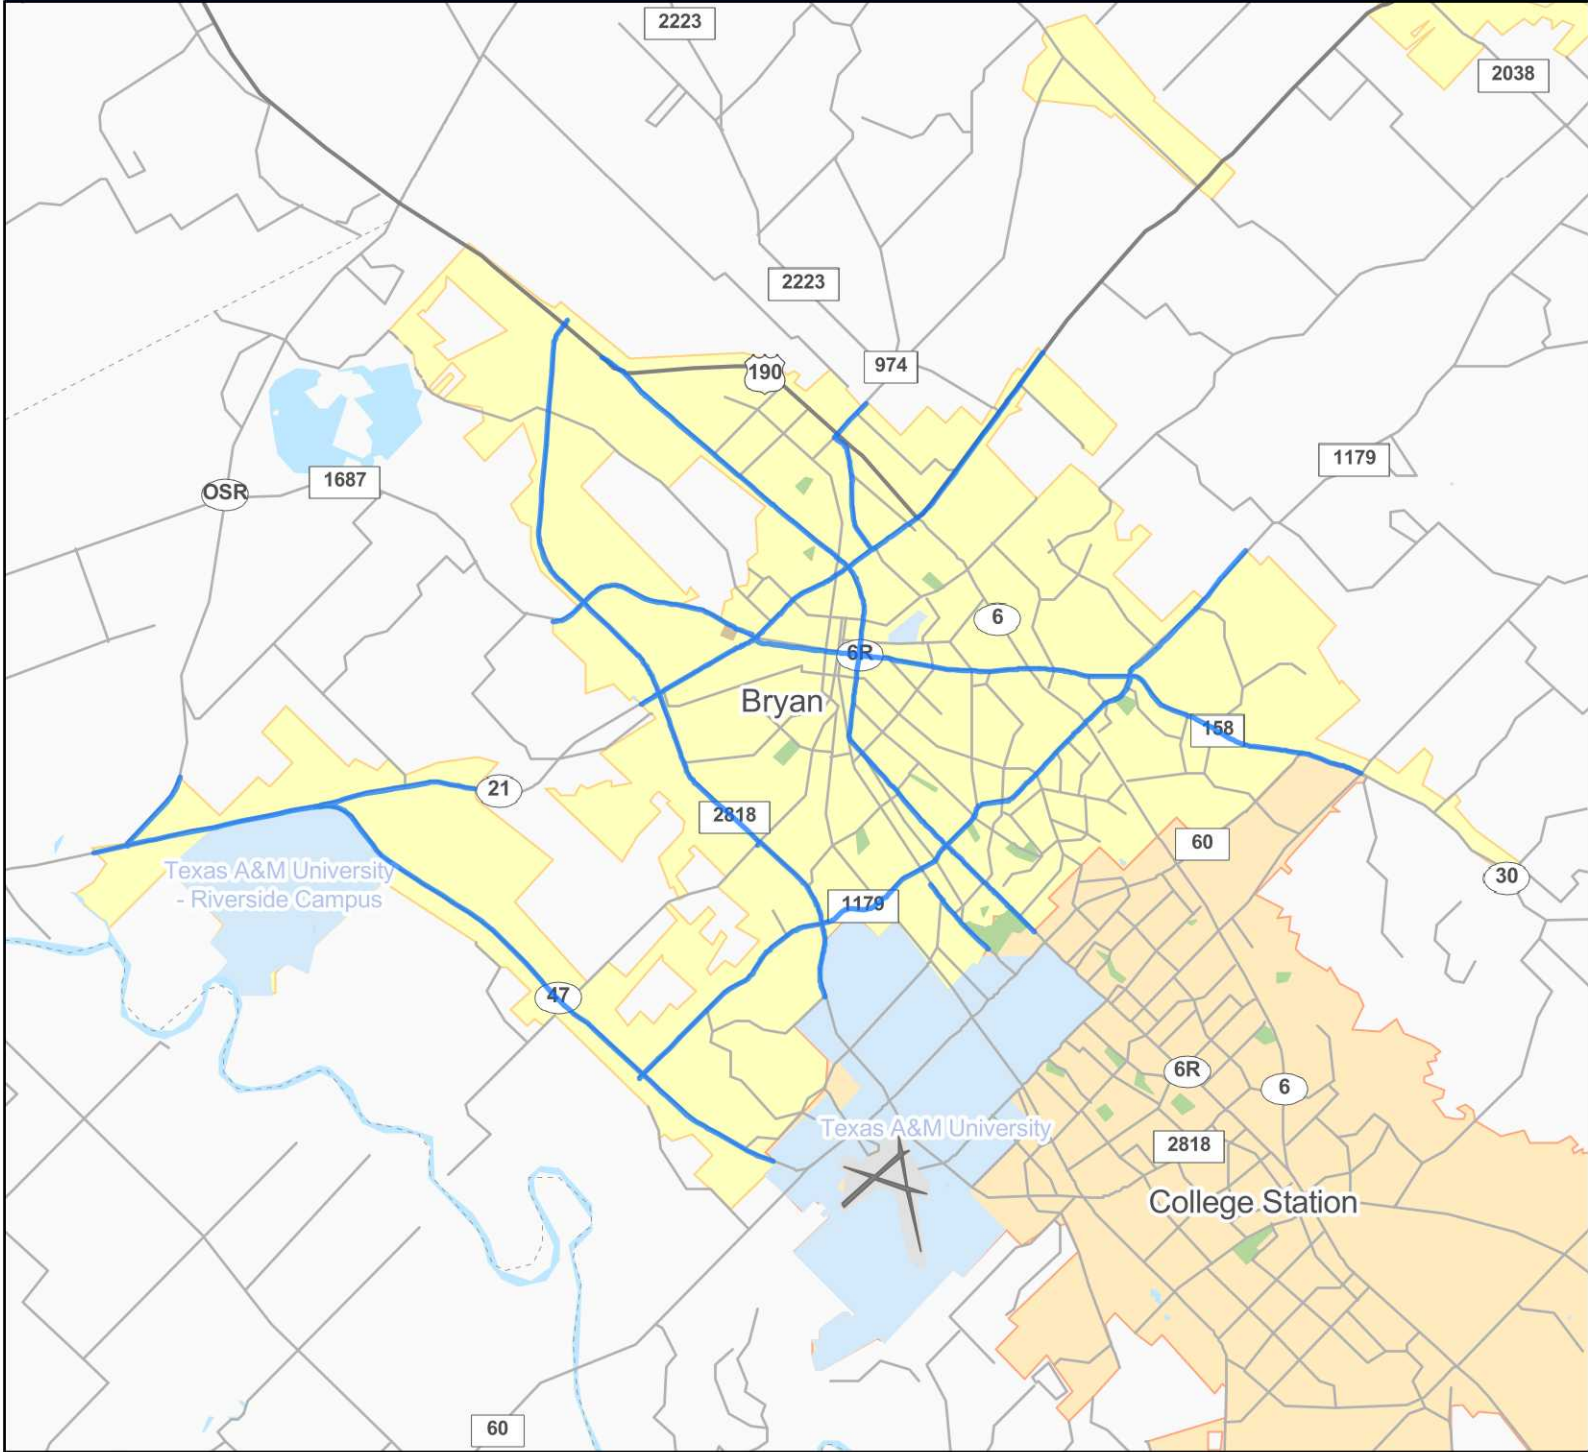 2223
2038
2223
190
974
1179
1687
OSR
6
6R
Bryan
158
21
2818
60
Texas A&M University
- Riverside Campus
30
1179
47
6R
6
Texas A&M University
2818
College Station
60